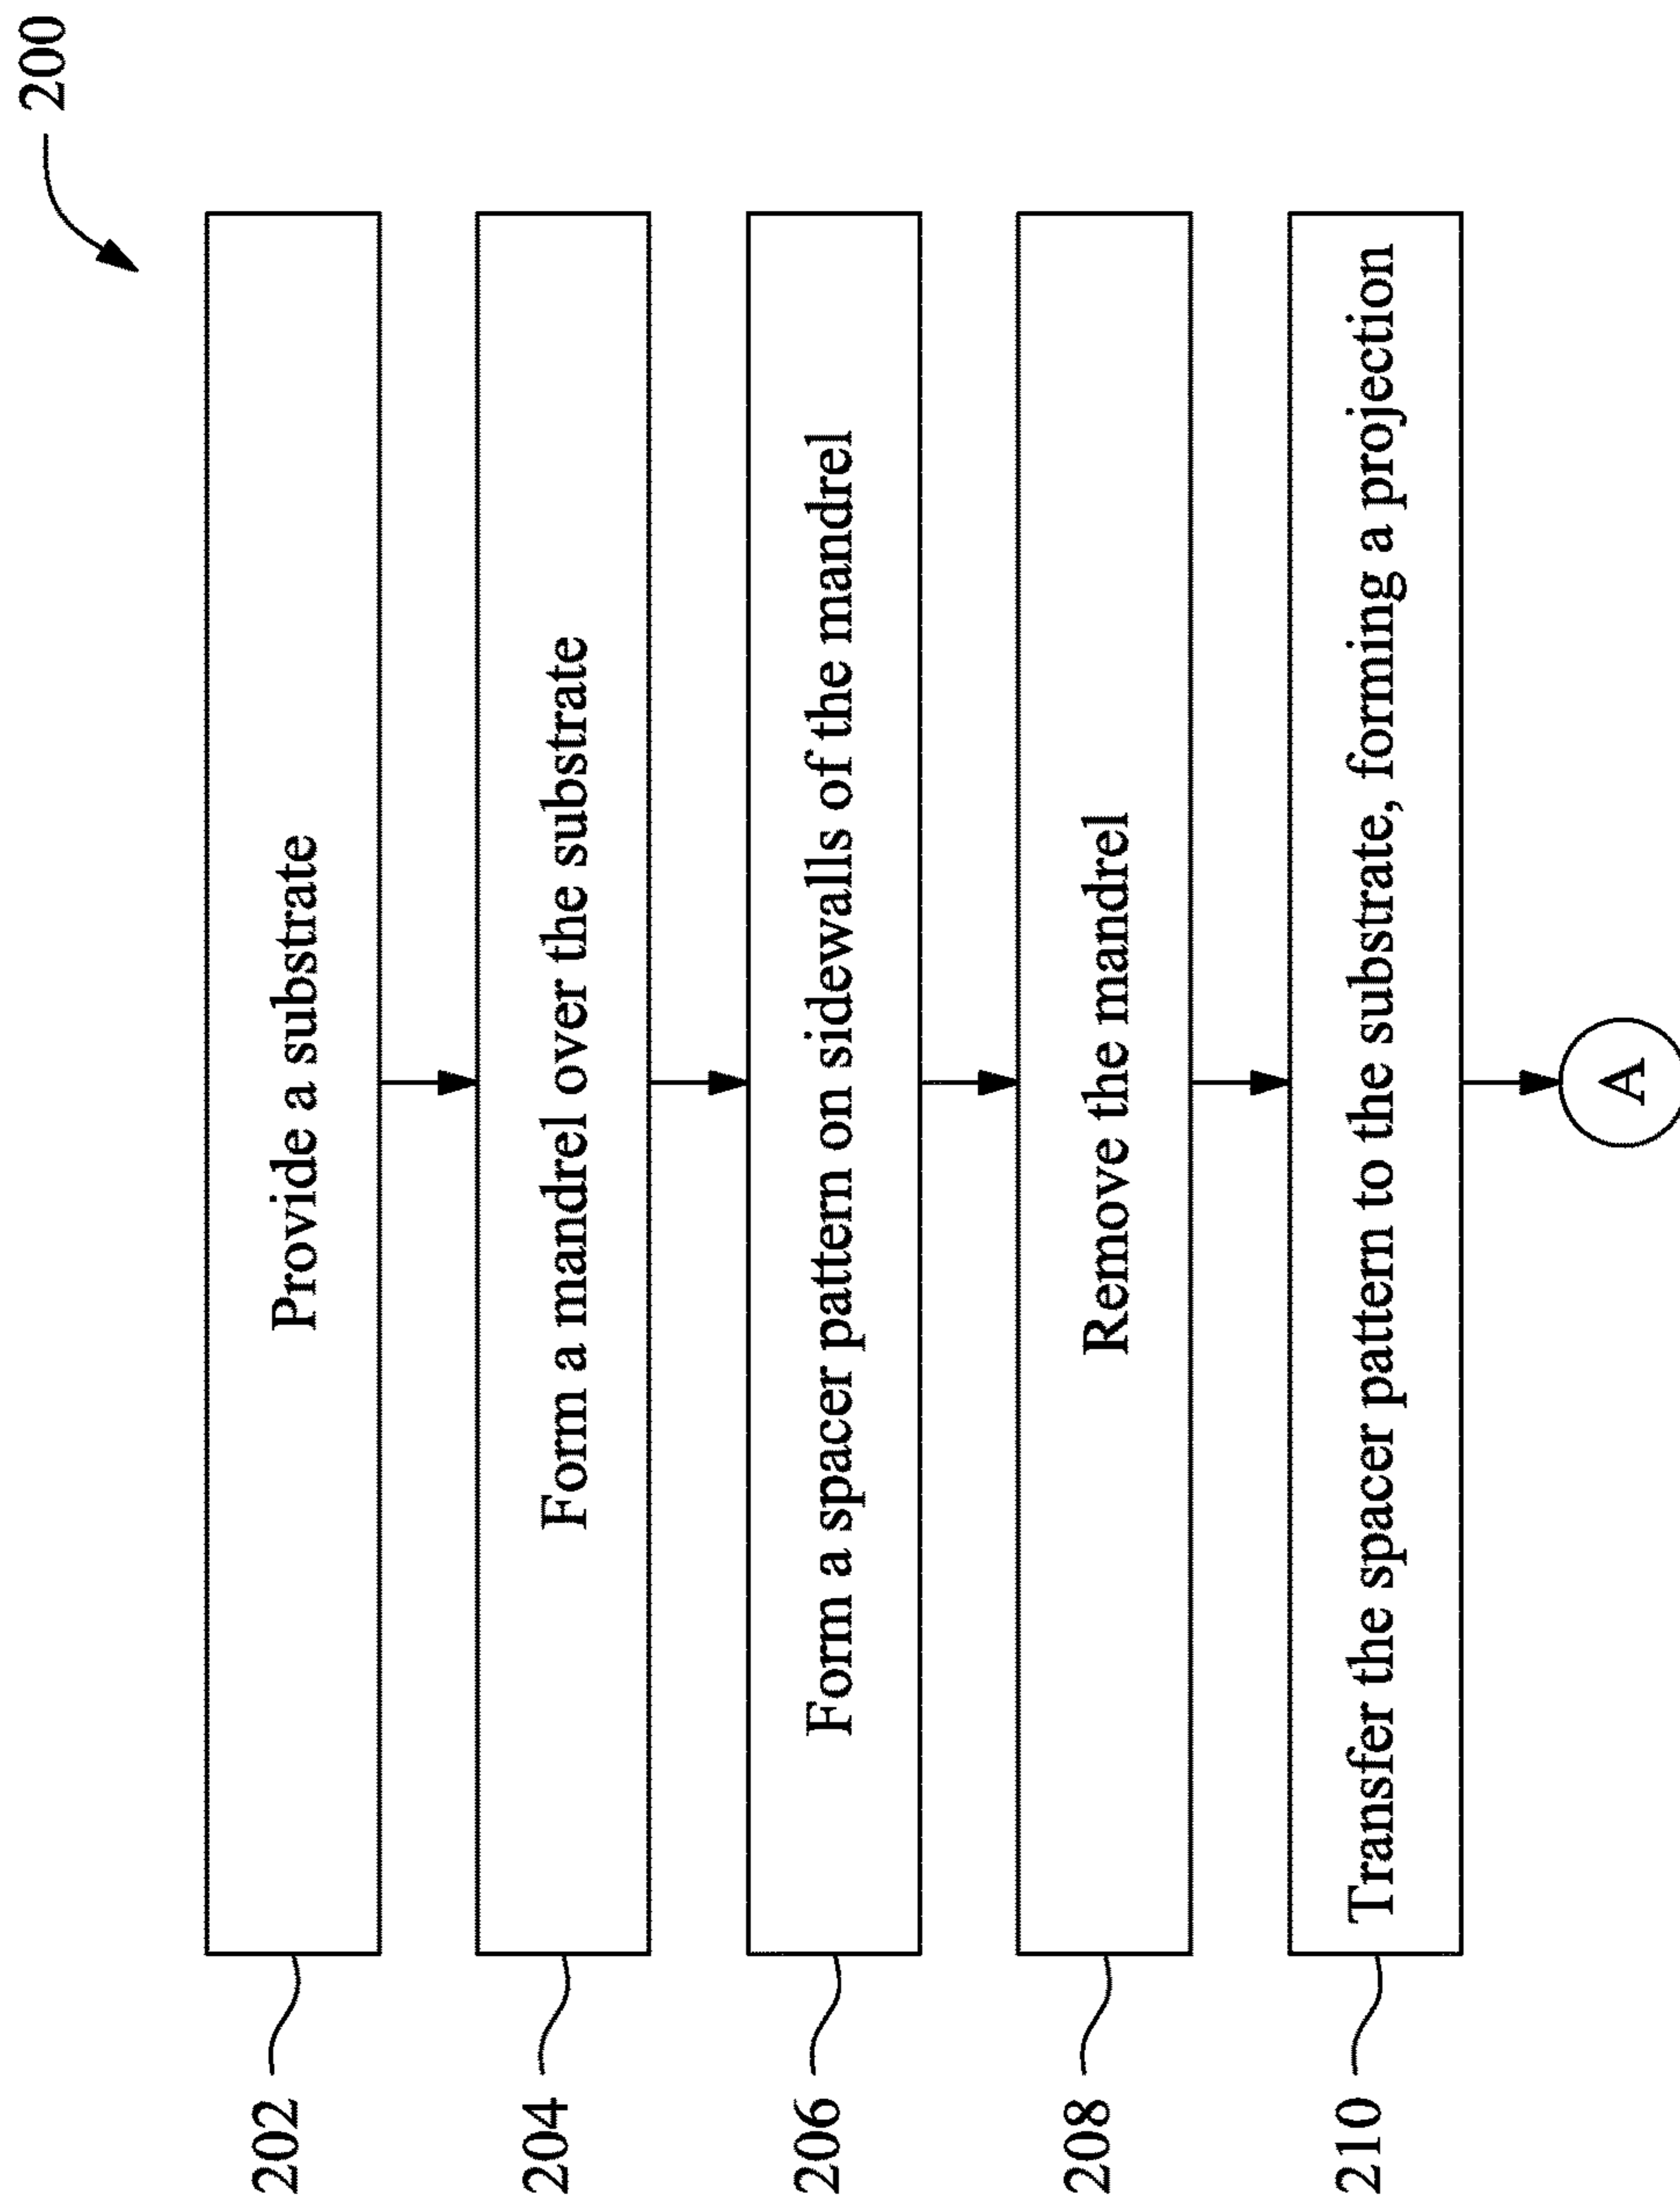 200
202
Provide a substrate
204
Form a mandrel over the substrate
206
Form a spacer pattern on sidewalls of the mandrel
208
Remove the mandrel
210
Transfer the spacer pattern to the substrate, forming a projection
A